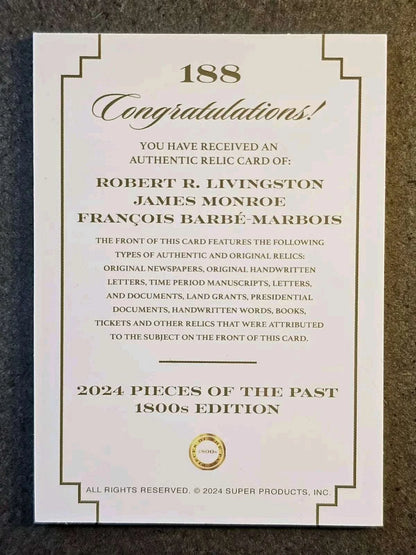 188
Congratulations!
YOU HAVE RECEIVED AN
AUTHENTIC RELIC CARD OF:
ROBERT R. LIVINGSTON
JAMES MONROE
FRANÇOIS BARBÉ-MARBOIS
THE FRONT OF THIS CARD FEATURES THE FOLLOWING
TYPES OF AUTHENTIC AND ORIGINAL RELICS:
ORIGINAL NEWSPAPERS, ORIGINAL HANDWRITTEN
LETTERS, TIME PERIOD MANUSCRIPTS, LETTERS,
AND DOCUMENTS, LAND GRANTS, PRESIDENTIAL
DOCUMENTS, HANDWRITTEN WORDS, BOOKS,
TICKETS AND OTHER RELICS THAT WERE ATTRIBUTED
TO THE SUBJECT ON THE FRONT OF THIS CARD.
2024 PIECES OF THE PAST
1800s EDITION
1800s
ALL RIGHTS RESERVED. © 2024 SUPER PRODUCTS, INC.